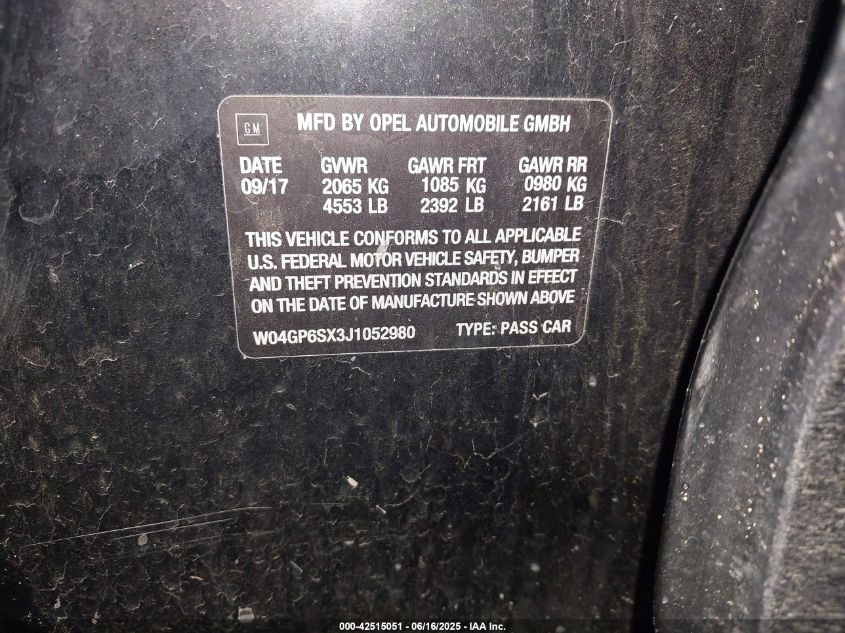 GM
MFD BY OPEL AUTOMOBILE GMBH
DATE GVWR GAWR FRT GAWR RR
09/17 2065 KG 1085 KG 0980 KG
4553 LB 2392 LB 2161 LB
THIS VEHICLE CONFORMS TO ALL APPLICABLE
U.S. FEDERAL MOTOR VEHICLE SAFETY, BUMPER
AND THEFT PREVENTION STANDARDS IN EFFECT
ON THE DATE OF MANUFACTURE SHOWN ABOVE
W04GP6SX3J1052980 TYPE: PASS CAR
000-42515051 - 06/16/2025 - IAA Inc.